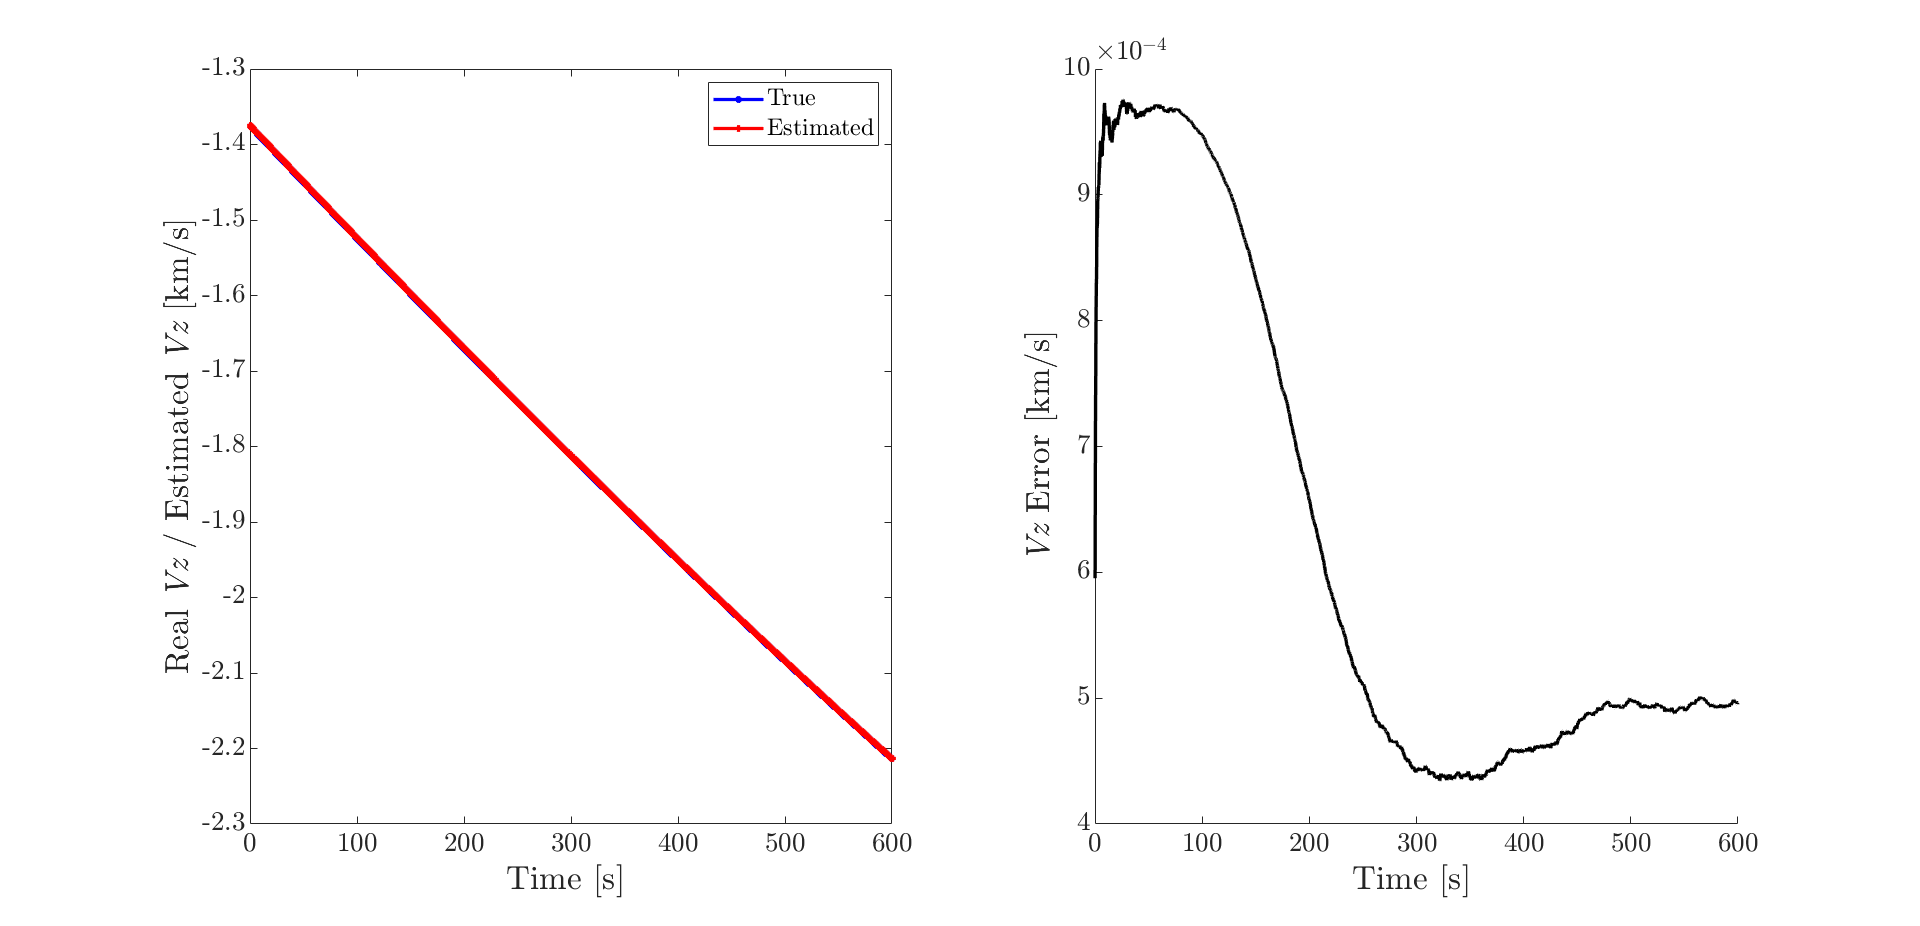 -1.3
-1.4
-1.5
-1.6
-1.7
-1.8
-1.9
-2
-2.1
-2.2
-2.3
0 100 200 300 400 500 600
Time [s]
Real Vz / Estimated Vz [km/s]
True
Estimated
×10⁻⁴
10
9
8
7
6
5
4
0 100 200 300 400 500 600
Time [s]
Vz Error [km/s]